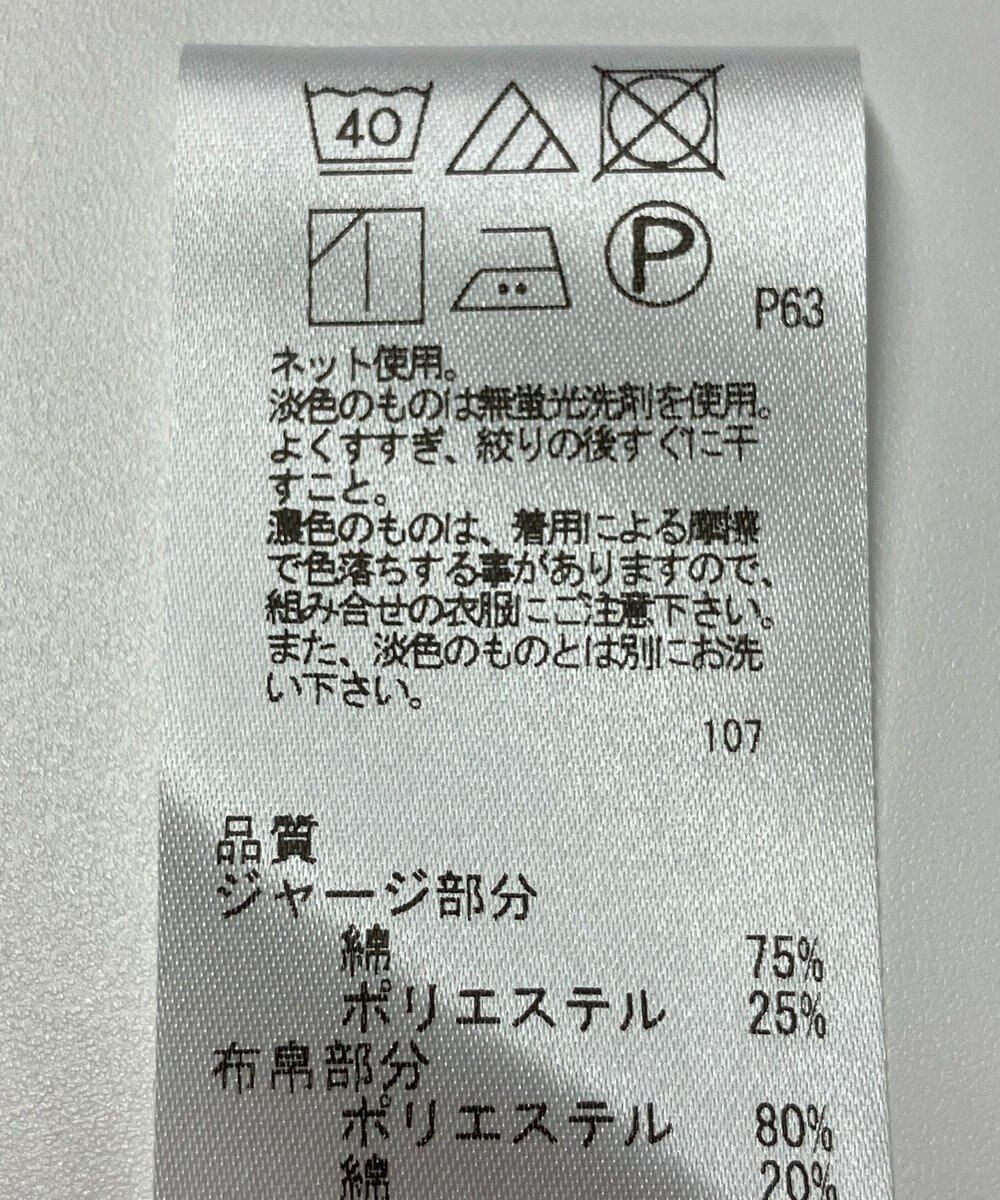 40
P
P63
ネット使用。
淡色のものは無蛍光洗剤を使用。
よくすすぎ、絞りの後すぐに干
すこと。
濃色のものは、着用による摩擦
で色落ちする事がありますので、
組み合せの衣服にご注意下さい。
また、淡色のものとは別にお洗
い下さい。
107
品質
ジャージ部分
綿 75%
ポリエステル 25%
布帛部分
ポリエステル 80%
綿 20%